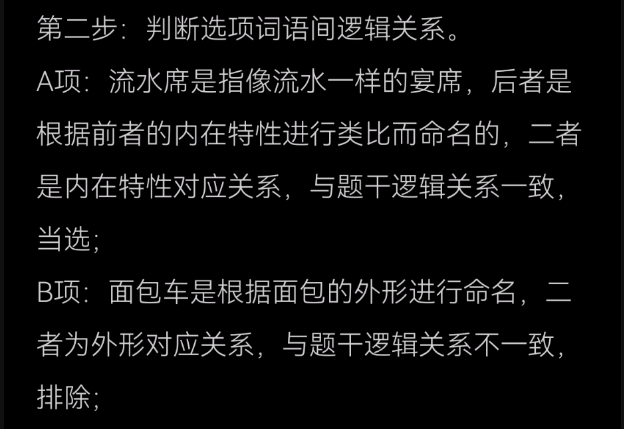 第二步：判断选项词语间逻辑关系。
A项：流水席是指像流水一样的宴席，后者是
根据前者的内在特性进行类比而命名的，二者
是内在特性对应关系，与题干逻辑关系一致，
当选；
B项：面包车是根据面包的外形进行命名，二
者为外形对应关系，与题干逻辑关系不一致，
排除；